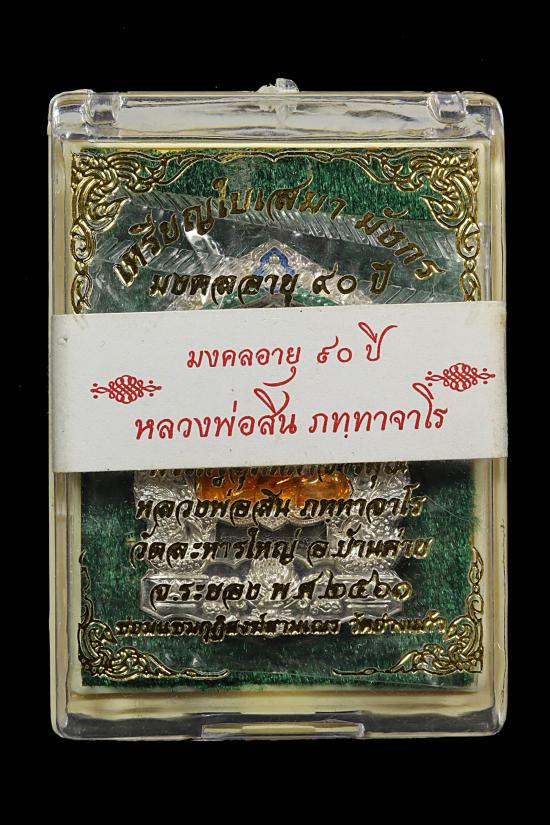 เหรียญใบเสมา มังกร
มงคลอายุ ๙๐ ปี
มงคลอายุ ๙๐ ปี
หลวงพ่อสิน ภทฺทาจาโร
หลวงพ่อสิน ภทฺทาจาโร
วัดละหารใหญ่ อ.บ้านค่าย
จ.ระยอง พ.ศ.๒๕๖๑